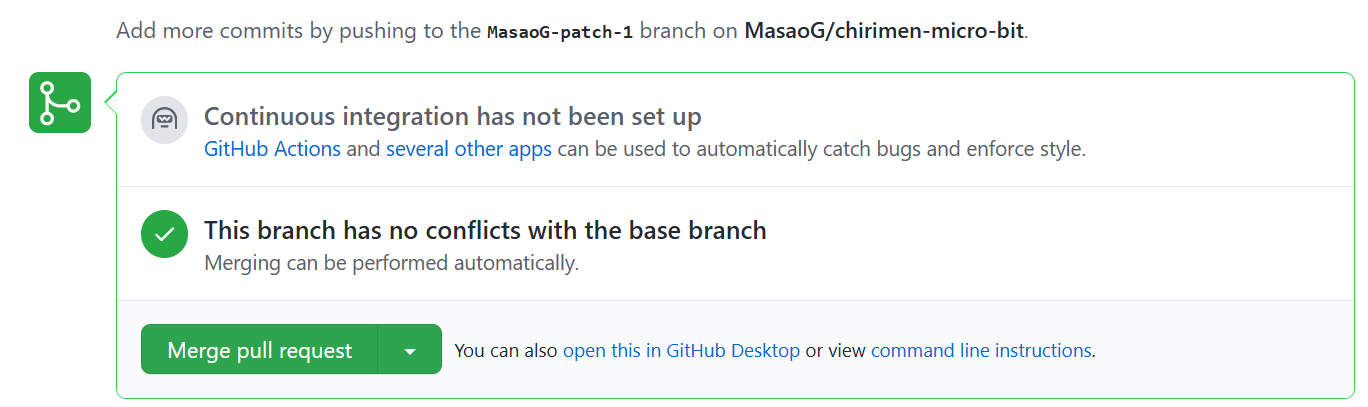 Add more commits by pushing to the MasaoG-patch-1 branch on MasaoG/chirimen-micro-bit.
Continuous integration has not been set up
GitHub Actions and several other apps can be used to automatically catch bugs and enforce style.
This branch has no conflicts with the base branch
Merging can be performed automatically.
Merge pull request You can also open this in GitHub Desktop or view command line instructions.